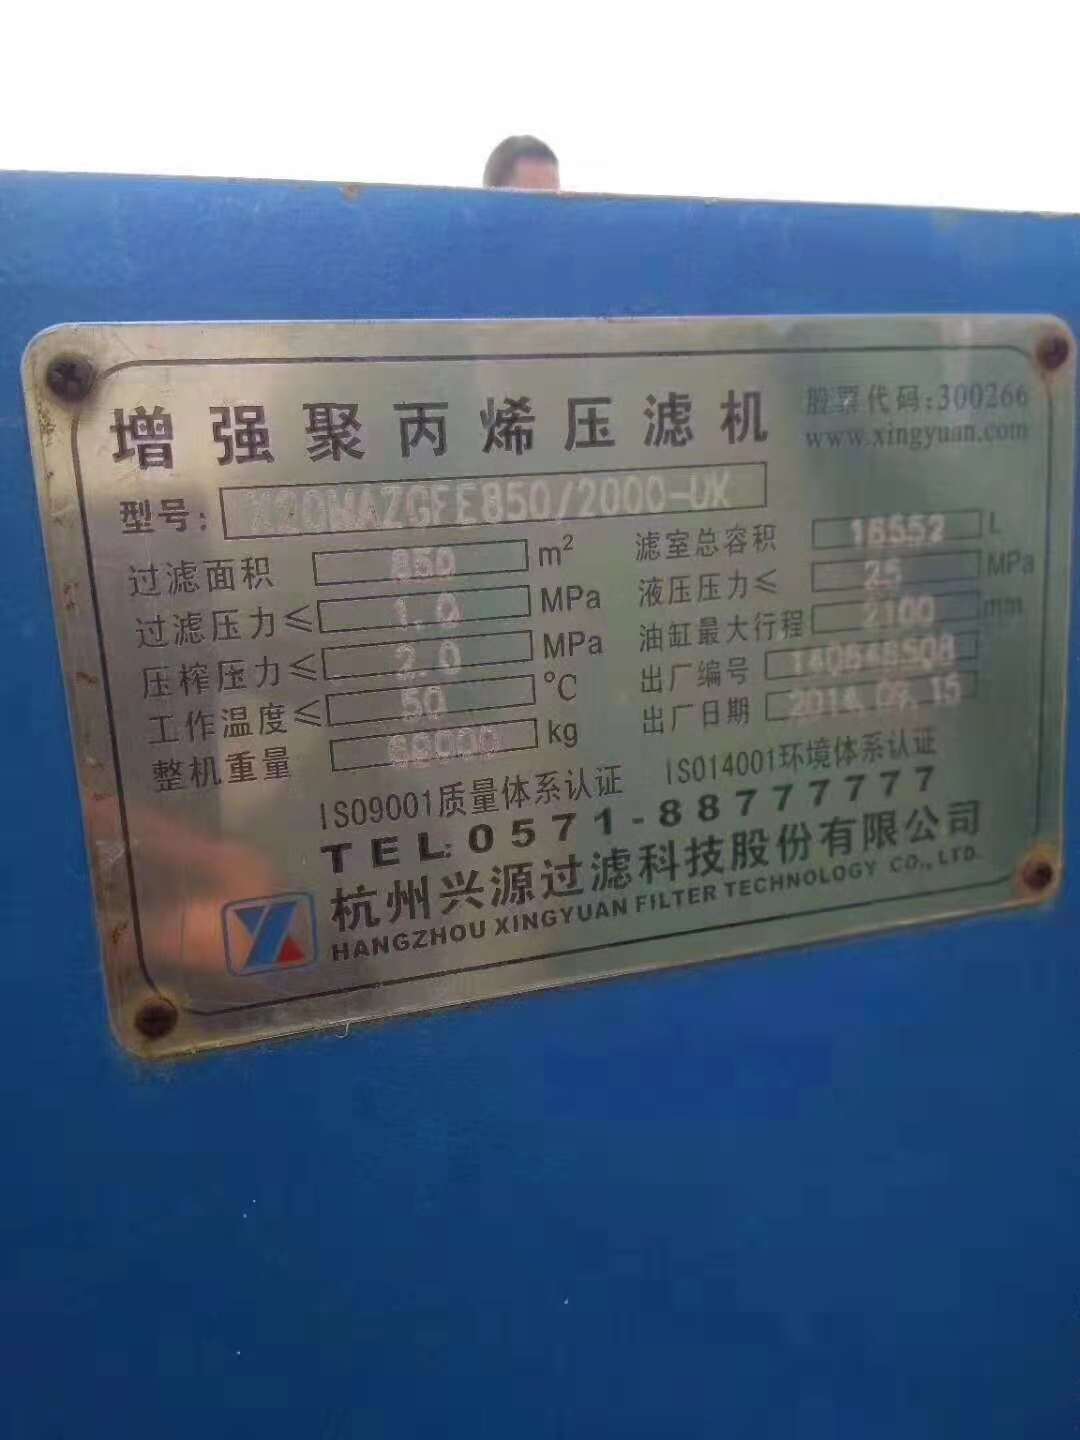 股票代码:300266
www.xingyuan.com
增强聚丙烯压滤机
型号: X20MAZGFE850/2000-UK
过滤面积 850 m²
过滤压力≤ 1.0 MPa
压榨压力≤ 2.0 MPa
工作温度≤ 50 ℃
整机重量 kg
滤室总容积 16552 L
液压压力≤ 25 MPa
油缸最大行程 2100 mm
出厂编号
出厂日期 2014.09.15
ISO9001质量体系认证 ISO14001环境体系认证
TEL:0571-88777777
杭州兴源过滤科技股份有限公司
HANGZHOU XINGYUAN FILTER TECHNOLOGY CO.,LTD.